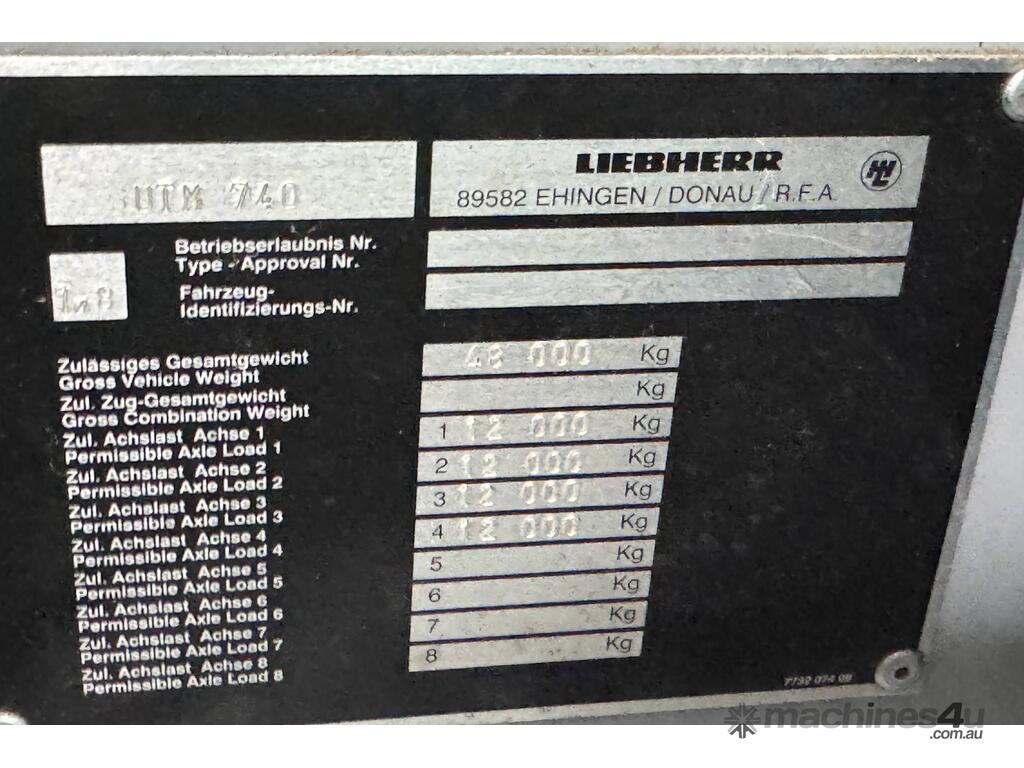 LIEBHERR
UTM 740
89582 EHINGEN / DONAU / R.F.A.
Betriebserlaubnis Nr.
Type - Approval Nr.
Fahrzeug-
Identifizierungs-Nr.
Zulässiges Gesamtgewicht 48 000 Kg
Gross Vehicle Weight
Zul. Zug-Gesamtgewicht Kg
Gross Combination Weight
Zul. Achslast Achse 1 1 12 000 Kg
Permissible Axle Load 1
Zul. Achslast Achse 2 2 12 000 Kg
Permissible Axle Load 2
Zul. Achslast Achse 3 3 12 000 Kg
Permissible Axle Load 3
Zul. Achslast Achse 4 4 12 000 Kg
Permissible Axle Load 4
Zul. Achslast Achse 5 5 Kg
Permissible Axle Load 5
Zul. Achslast Achse 6 6 Kg
Permissible Axle Load 6
Zul. Achslast Achse 7 7 Kg
Permissible Axle Load 7
Zul. Achslast Achse 8 8 Kg
Permissible Axle Load 8
machines4u
.com.au